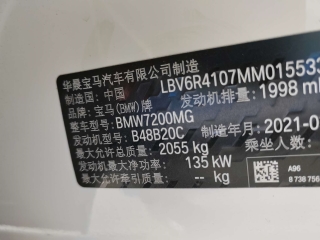 华晨宝马汽车有限公司制造
制造国: 中国 LBV6R4107MM01553
品牌: 宝马(BMW)牌 发动机排量: 1998 ml
整车型号: BMW7200MG
发动机型号: B48B20C 制造年月: 2021-0
最大允许总质量: 2055 kg 乘坐人数:
发动机最大净功率: 135 kW
最大允许牵引质量: -- kg
A96
8 738 756